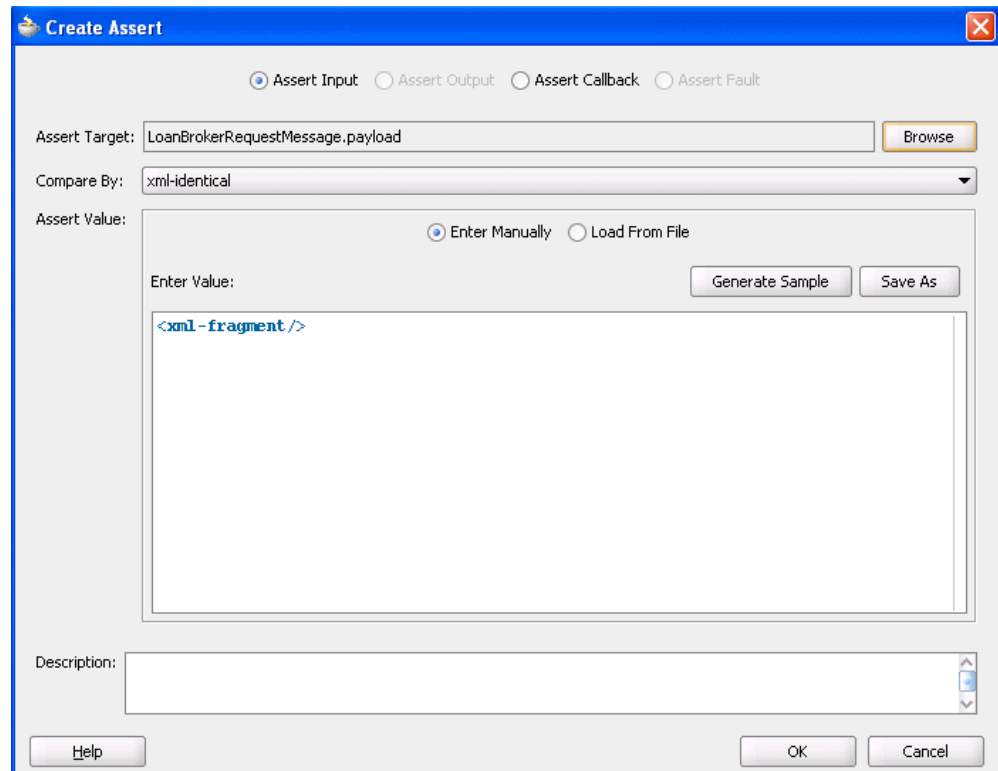 Create Assert
Assert Input Assert Output Assert Callback Assert Fault
Assert Target: LoanBrokerRequestMessage.payload Browse
Compare By: xml-identical
Assert Value:
Enter Manually Load From File
Enter Value: Generate Sample Save As
<xml-fragment/>
Description:
Help OK Cancel